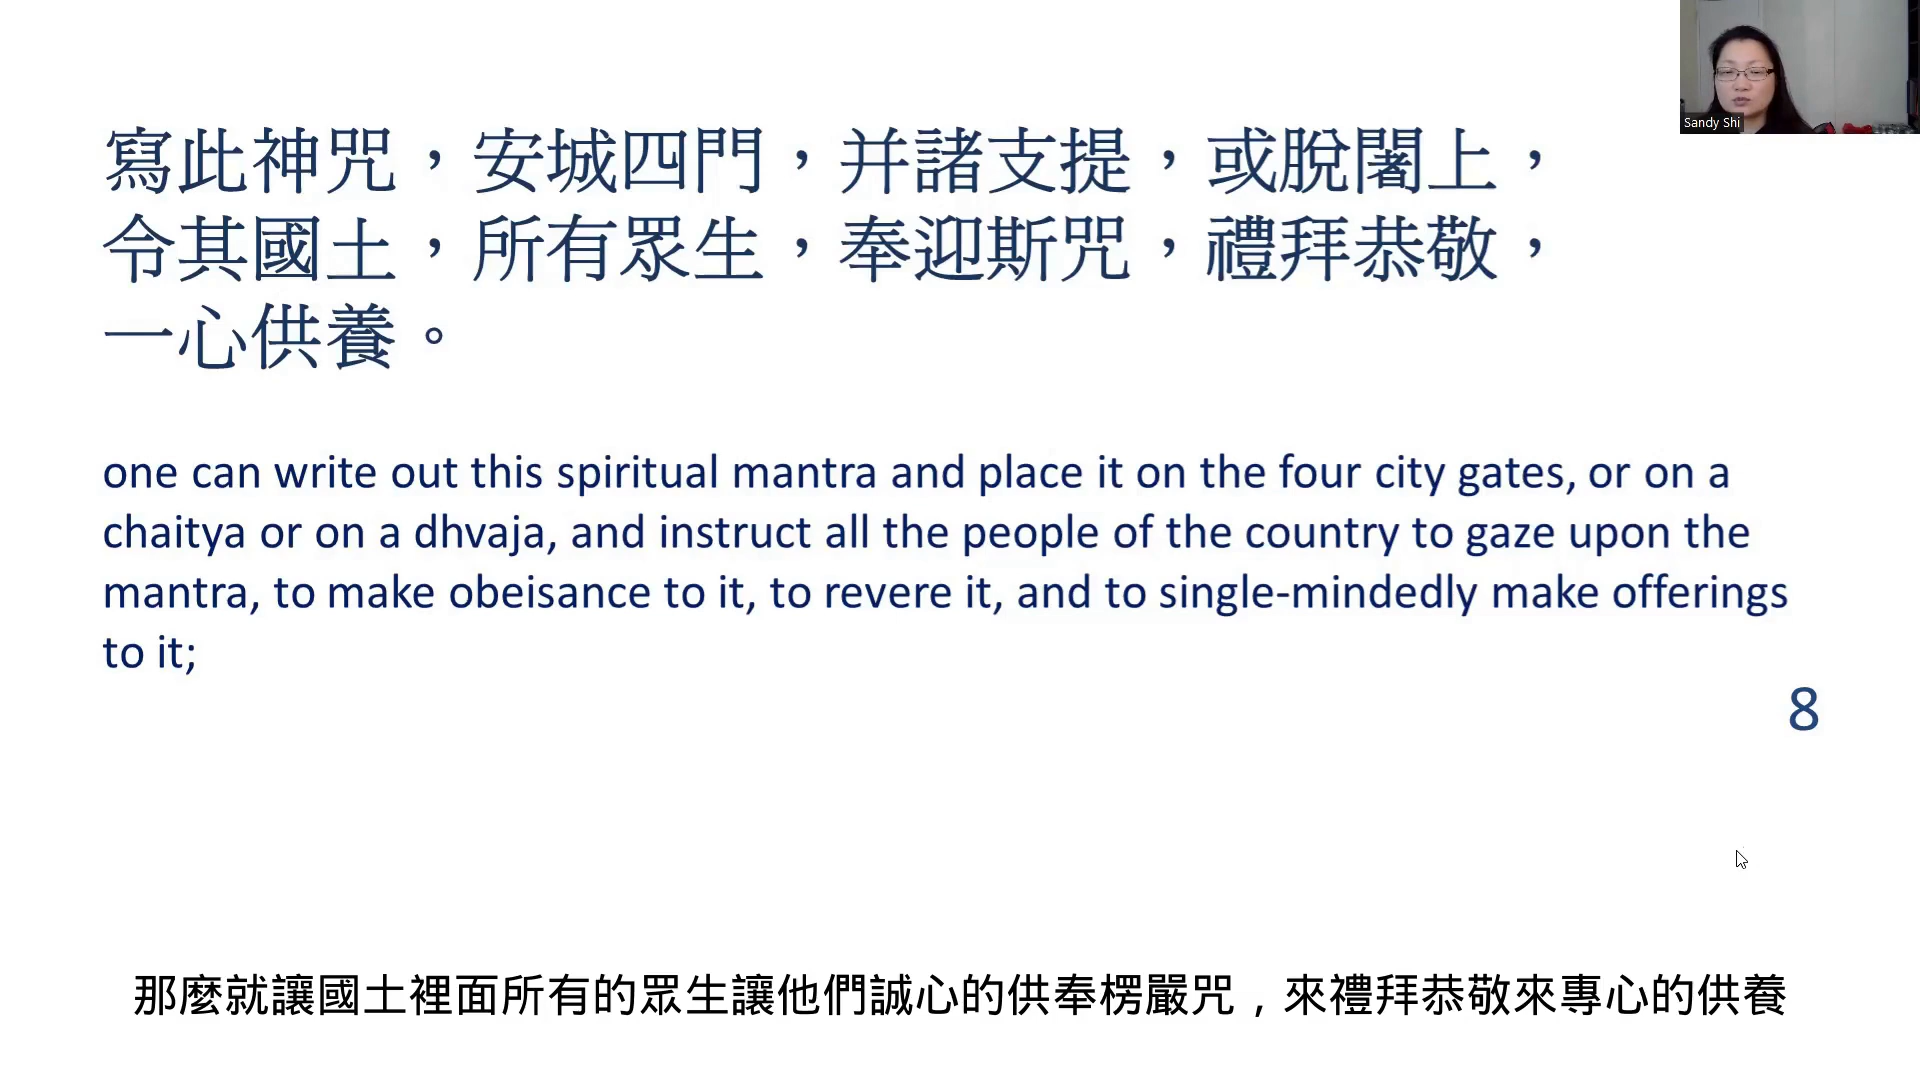 Sandy Shi
寫此神咒，安城四門，并諸支提，或脫闍上，
令其國土，所有眾生，奉迎斯咒，禮拜恭敬，
一心供養。
one can write out this spiritual mantra and place it on the four city gates, or on a
chaitya or on a dhvaja, and instruct all the people of the country to gaze upon the
mantra, to make obeisance to it, to revere it, and to single-mindedly make offerings
to it;
8
那麼就讓國土裡面所有的眾生讓他們誠心的供奉楞嚴咒，來禮拜恭敬來專心的供養